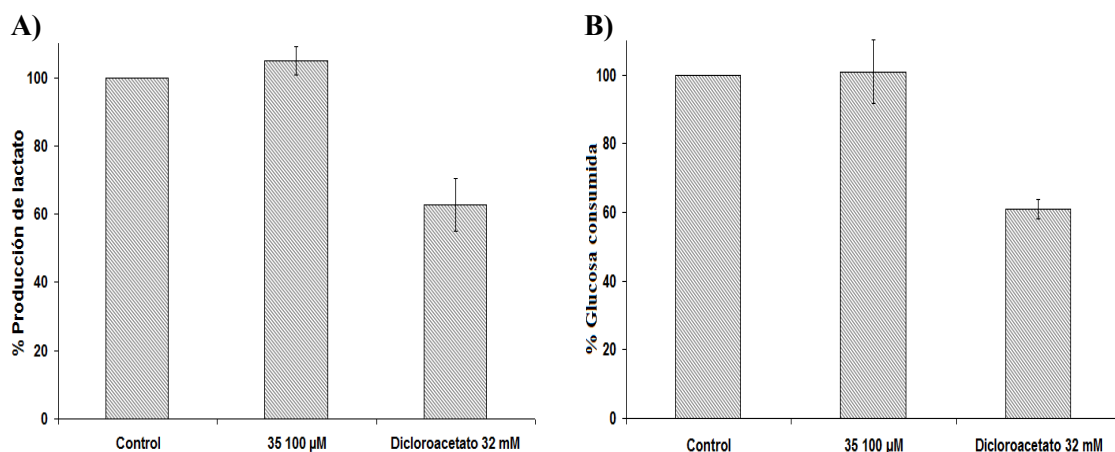 A)
% Producción de lactato
100
80
60
40
20
0
Control
35 100 µM
Dicloroacetato 32 mM
B)
% Glucosa consumida
100
80
60
40
20
0
Control
35 100 µM
Dicloroacetato 32 mM